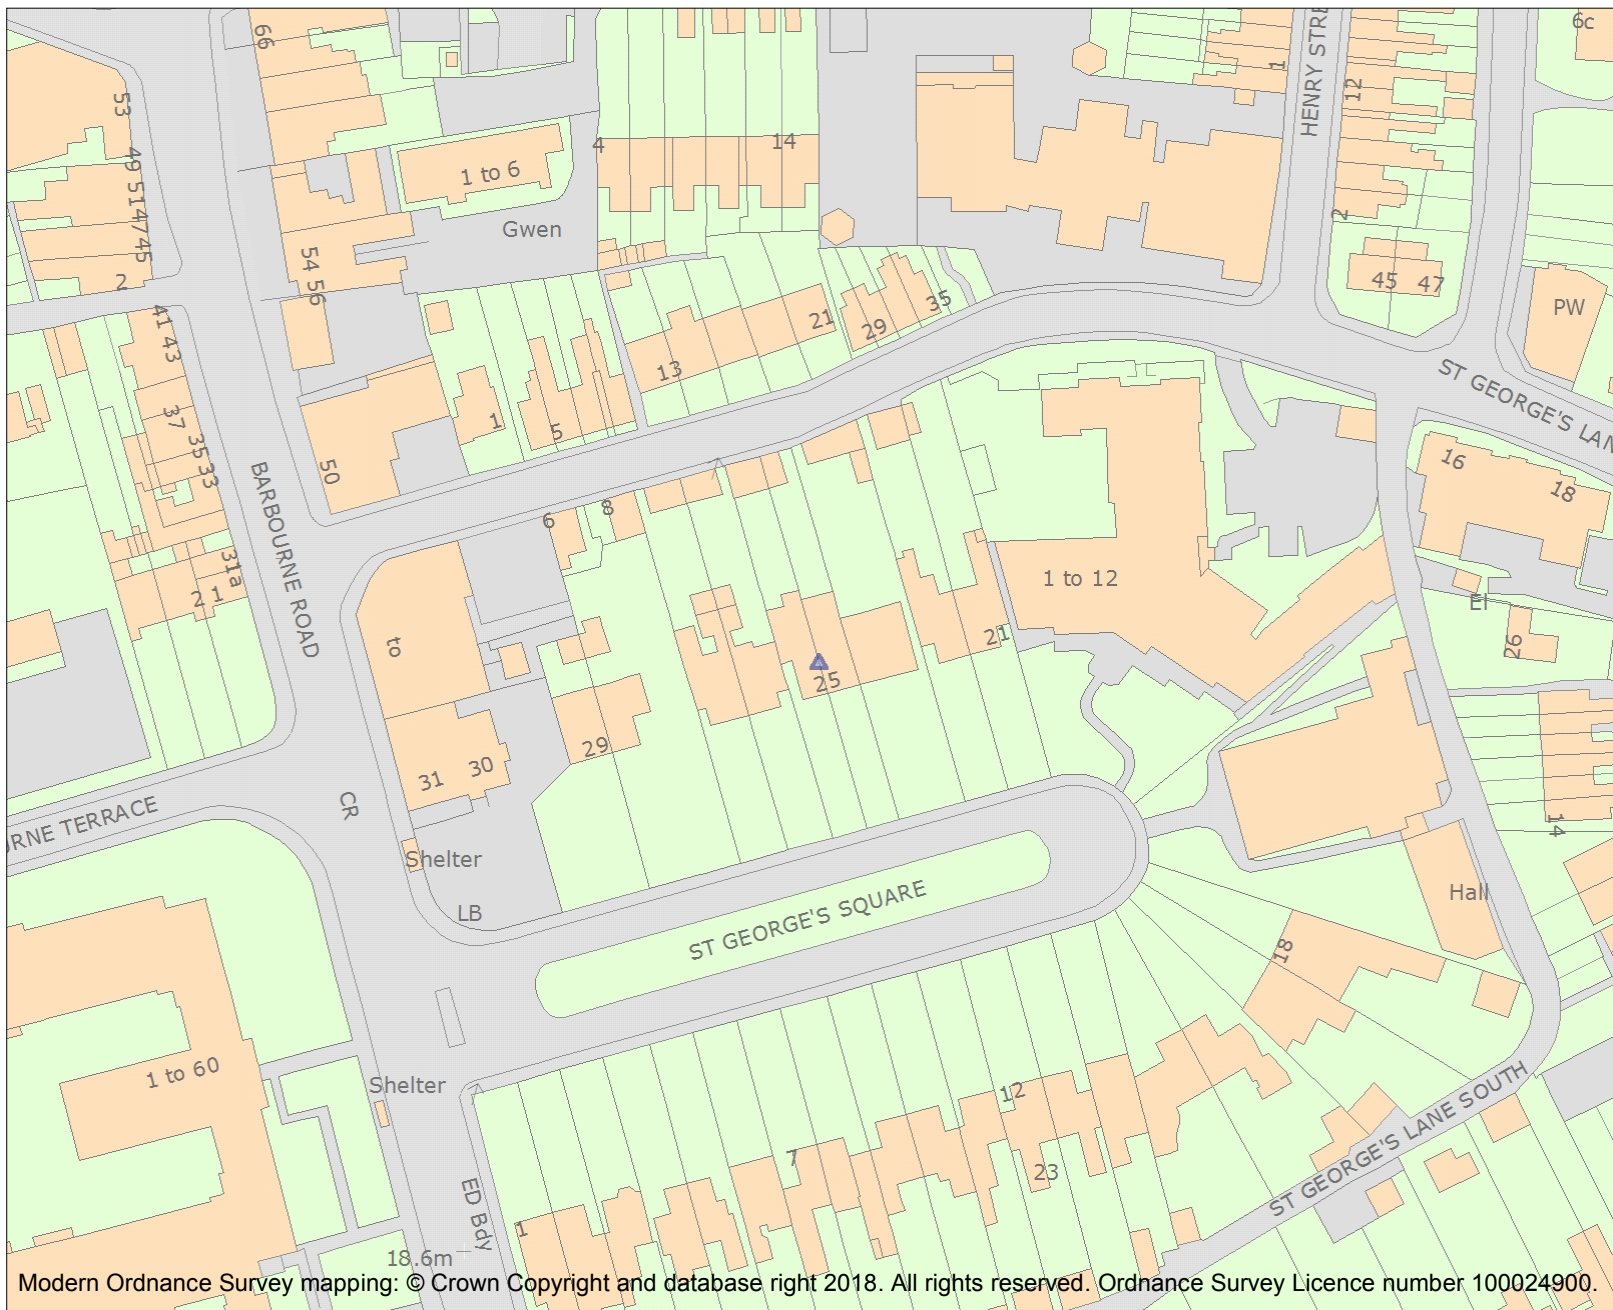 66
6c
HENRY STRE
1
53
12
4
14
49 51
1 to 6
47
45
2
Gwen
54 56
2
45 47
PW
41 43
21
29
35
13
ST GEORGE'S LAN
37
35
33
1
5
50
16
18
BARBOURNE ROAD
6
8
31a
2 1
1 to 12
El
to
21
26
25
29
31 30
CR
URNE TERRACE
14
Shelter
LB
ST GEORGE'S SQUARE
Hall
18
1 to 60
Shelter
12
7
23
ST GEORGE'S LANE SOUTH
ED Bdy
1
18.6m
Modern Ordnance Survey mapping: © Crown Copyright and database right 2018. All rights reserved. Ordnance Survey Licence number 100024900.